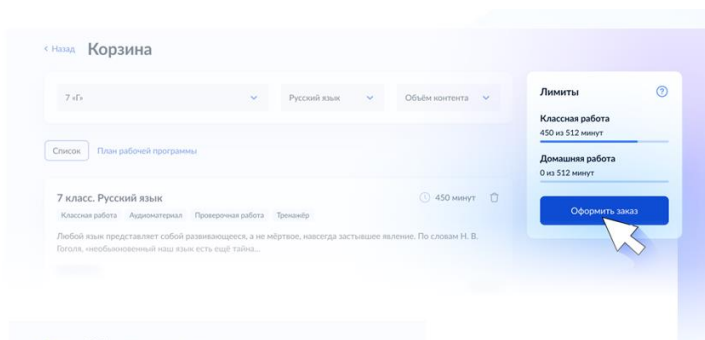 ‹ Назад Корзина
7 «Г» Русский язык Объём контента
Список План рабочей программы
7 класс. Русский язык 450 минут
Классная работа Аудиоматериал Проверочная работа Тренажёр
Любой язык представляет собой развивающееся, а не мёртвое, навсегда застывшее явление. По словам Н. В.
Гоголя, «необыкновенный наш язык есть ещё тайна...
Лимиты ?
Классная работа
450 из 512 минут
Домашняя работа
0 из 512 минут
Оформить заказ